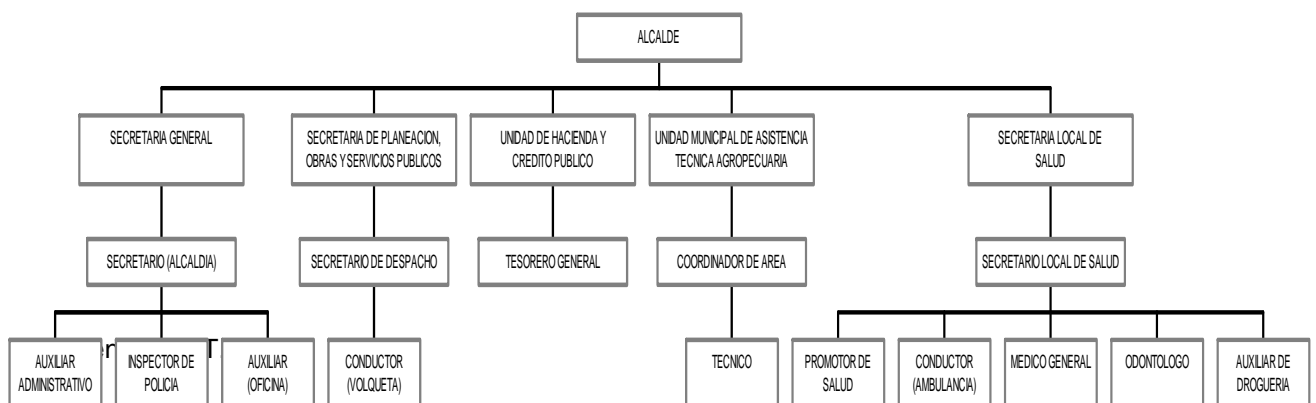 ALCALDE
SECRETARIA GENERAL
SECRETARIA DE PLANEACION,
OBRAS Y SERVICIOS PUBLICOS
UNIDAD DE HACIENDA Y
CREDITO PUBLICO
UNIDAD MUNICIPAL DE ASISTENCIA
TECNICA AGROPECUARIA
SECRETARIA LOCAL DE
SALUD
SECRETARIO (ALCALDIA)
SECRETARIO DE DESPACHO
TESORERO GENERAL
COORDINADOR DE AREA
SECRETARIO LOCAL DE SALUD
AUXILIAR
ADMINISTRATIVO
INSPECTOR DE
POLICIA
AUXILIAR
(OFICINA)
CONDUCTOR
(VOLQUETA)
TECNICO
PROMOTOR DE
SALUD
CONDUCTOR
(AMBULANCIA)
MEDICO GENERAL
ODONTOLOGO
AUXILIAR DE
DROGUERIA